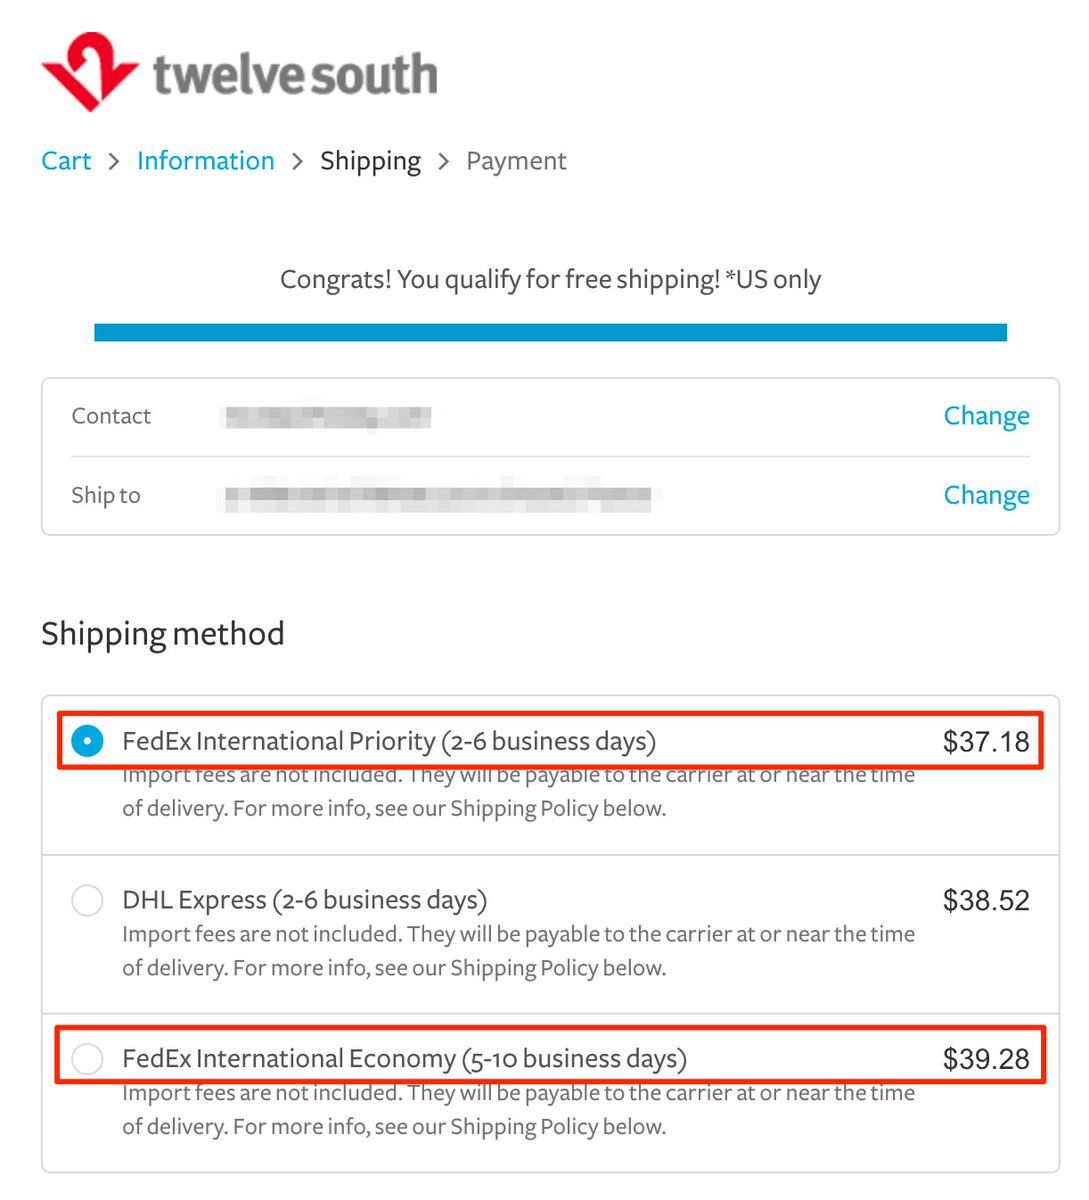 twelve south
Cart > Information > Shipping > Payment
Congrats! You qualify for free shipping! *US only
Contact
Change
Ship to
Change
Shipping method
FedEx International Priority (2-6 business days)
$37.18
Import fees are not included. They will be payable to the carrier at or near the time
of delivery. For more info, see our Shipping Policy below.
DHL Express (2-6 business days)
$38.52
Import fees are not included. They will be payable to the carrier at or near the time
of delivery. For more info, see our Shipping Policy below.
FedEx International Economy (5-10 business days)
$39.28
Import fees are not included. They will be payable to the carrier at or near the time
of delivery. For more info, see our Shipping Policy below.